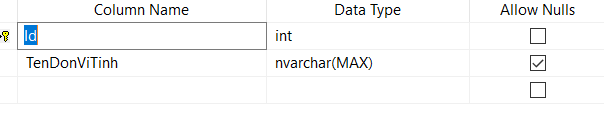 Column Name Data Type Allow Nulls
Id int
TenDonViTinh nvarchar(MAX)